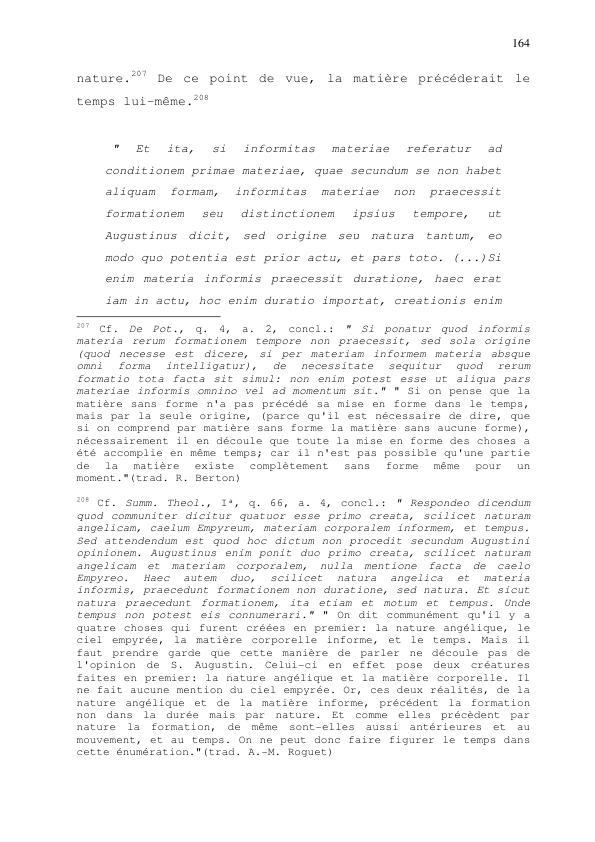 164
nature.207 De ce point de vue, la matière précéderait le
temps lui-même.208
" Et ita, si informitas materiae referatur ad
conditionem primae materiae, quae secundum se non habet
aliquam formam, informitas materiae non praecessit
formationem seu distinctionem ipsius tempore, ut
Augustinus dicit, sed origine seu natura tantum, eo
modo quo potentia est prior actu, et pars toto. (...)Si
enim materia informis praecessit duratione, haec erat
iam in actu, hoc enim duratio importat, creationis enim
207 Cf. De Pot., q. 4, a. 2, concl.: " Si ponatur quod informis
materia rerum formationem tempore non praecessit, sed sola origine
(quod necesse est dicere, si per materiam informem materia absque
omni forma intelligatur), de necessitate sequitur quod rerum
formatio tota facta sit simul: non enim potest esse ut aliqua pars
materiae informis omnino vel ad momentum sit." " Si on pense que la
matière sans forme n'a pas précédé sa mise en forme dans le temps,
mais par la seule origine, (parce qu'il est nécessaire de dire, que
si on comprend par matière sans forme la matière sans aucune forme),
nécessairement il en découle que toute la mise en forme des choses a
été accomplie en même temps; car il n'est pas possible qu'une partie
de la matière existe complètement sans forme même pour un
moment."(trad. R. Berton)
208 Cf. Summ. Theol., Iª, q. 66, a. 4, concl.: " Respondeo dicendum
quod communiter dicitur quatuor esse primo creata, scilicet naturam
angelicam, caelum Empyreum, materiam corporalem informem, et tempus.
Sed attendendum est quod hoc dictum non procedit secundum Augustini
opinionem. Augustinus enim ponit duo primo creata, scilicet naturam
angelicam et materiam corporalem, nulla mentione facta de caelo
Empyreo. Haec autem duo, scilicet natura angelica et materia
informis, praecedunt formationem non duratione, sed natura. Et sicut
natura praecedunt formationem, ita etiam et motum et tempus. Unde
tempus non potest eis connumerari." " On dit communément qu'il y a
quatre choses qui furent créées en premier: la nature angélique, le
ciel empyrée, la matière corporelle informe, et le temps. Mais il
faut prendre garde que cette manière de parler ne découle pas de
l'opinion de S. Augustin. Celui-ci en effet pose deux créatures
faites en premier: la nature angélique et la matière corporelle. Il
ne fait aucune mention du ciel empyrée. Or, ces deux réalités, de la
nature angélique et de la matière informe, précédent la formation
non dans la durée mais par nature. Et comme elles précèdent par
nature la formation, de même sont-elles aussi antérieures et au
mouvement, et au temps. On ne peut donc faire figurer le temps dans
cette énumération."(trad. A.-M. Roguet)